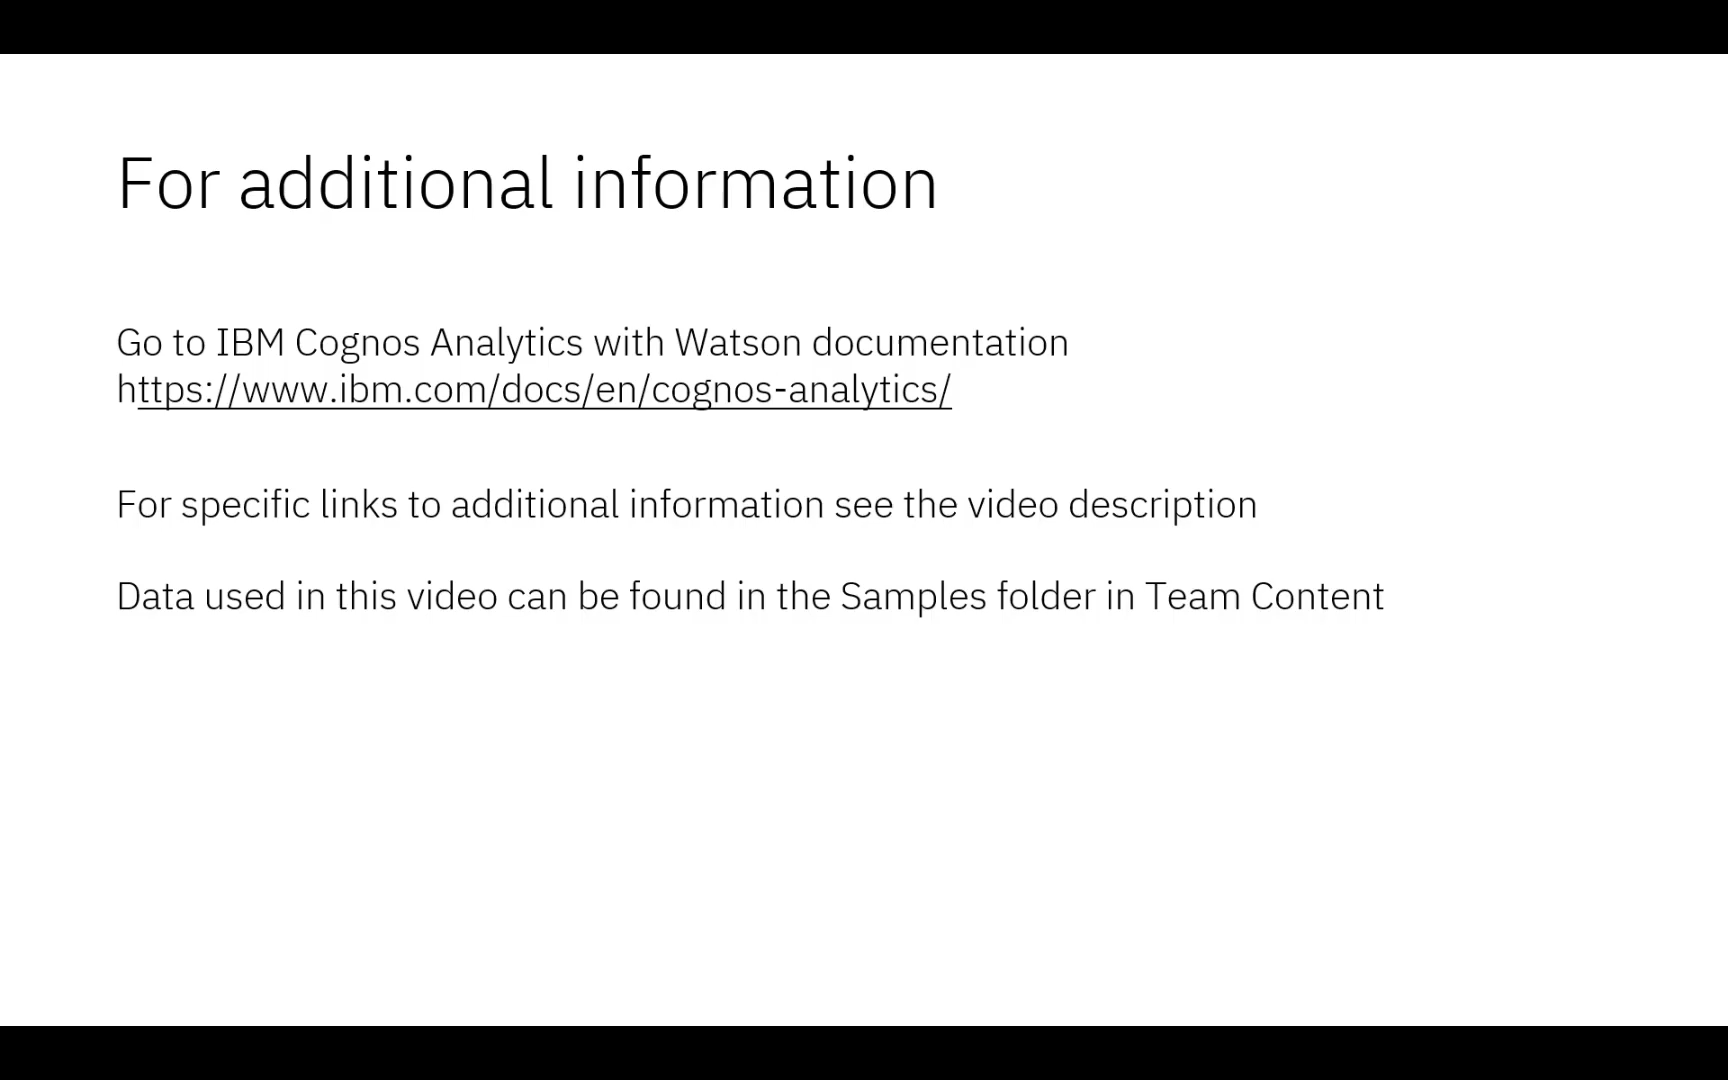 For additional information
Go to IBM Cognos Analytics with Watson documentation
https://www.ibm.com/docs/en/cognos-analytics/
For specific links to additional information see the video description
Data used in this video can be found in the Samples folder in Team Content